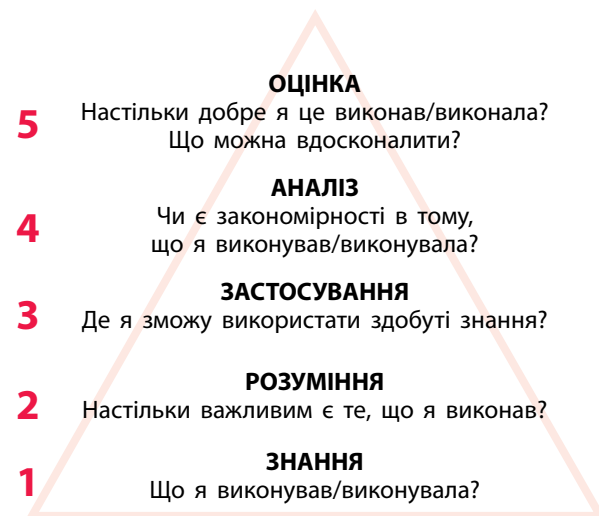 ОЦІНКА
5 Настільки добре я це виконав/виконала?
Що можна вдосконалити?
АНАЛІЗ
4 Чи є закономірності в тому,
що я виконував/виконувала?
ЗАСТОСУВАННЯ
3 Де я зможу використати здобуті знання?
РОЗУМІННЯ
2 Настільки важливим є те, що я виконав?
ЗНАННЯ
1 Що я виконував/виконувала?